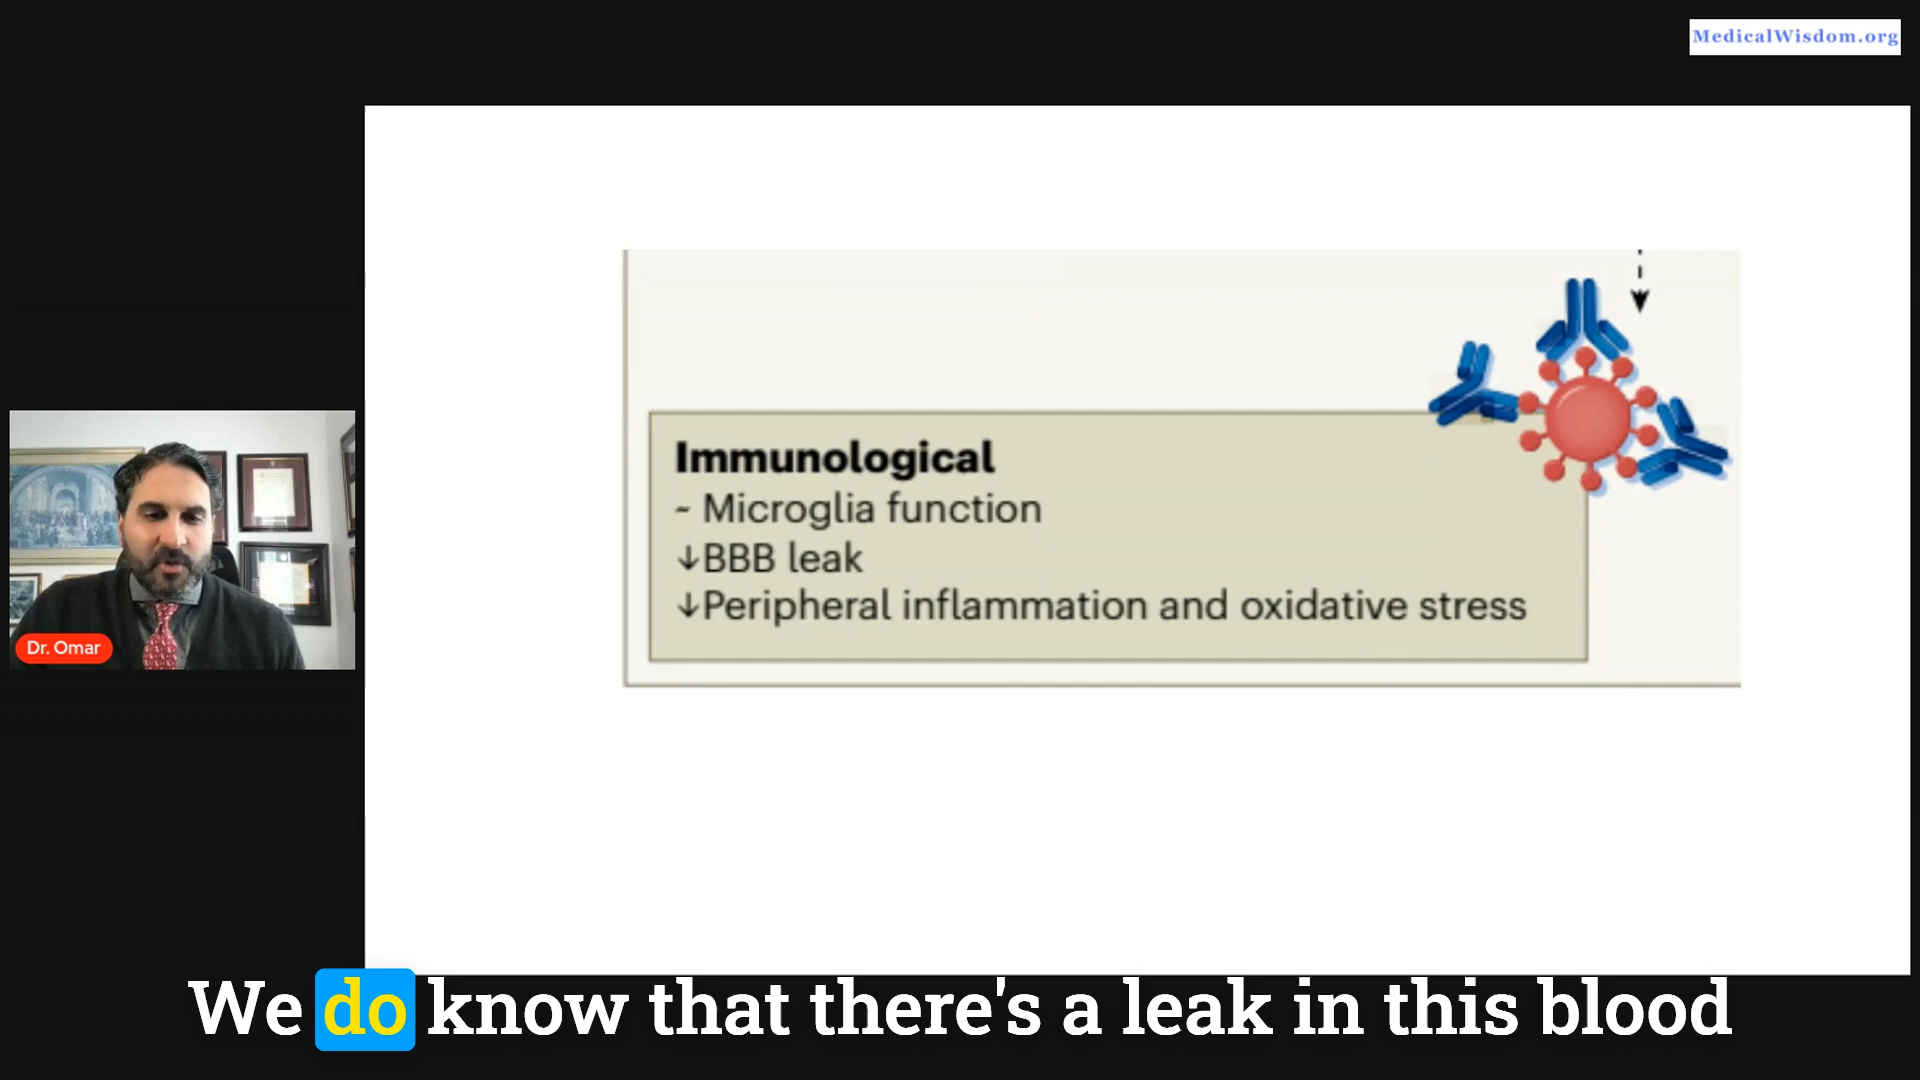 MedicalWisdom.org
Immunological
~ Microglia function
↓BBB leak
↓Peripheral inflammation and oxidative stress
Dr. Omar
We do know that there's a leak in this blood